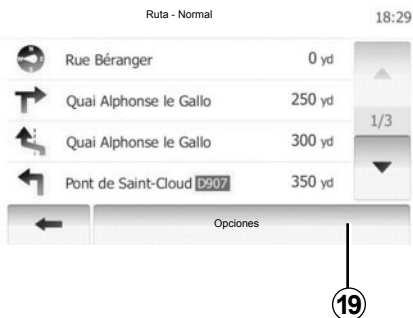 Ruta - Normal 18:29
Rue Béranger 0 yd
Quai Alphonse le Gallo 250 yd
1/3
Quai Alphonse le Gallo 300 yd
Pont de Saint-Cloud D907 350 yd
Opciones
19